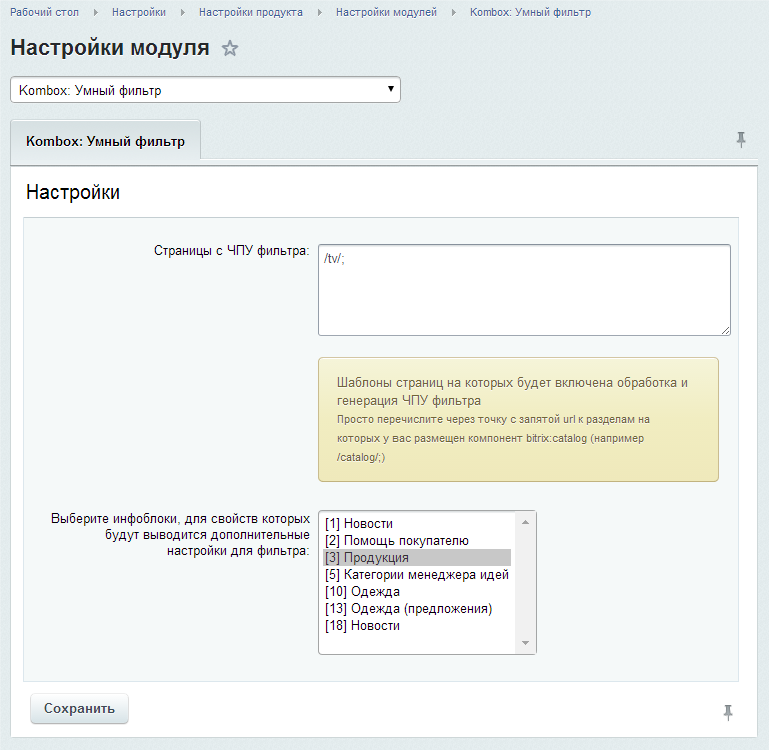 Рабочий стол Настройки Настройки продукта Настройки модулей Kombox: Умный фильтр
Настройки модуля
Kombox: Умный фильтр
Kombox: Умный фильтр
Настройки
Страницы с ЧПУ фильтра:
/tv/;
Шаблоны страниц на которых будет включена обработка и
генерация ЧПУ фильтра
Просто перечислите через точку с запятой url к разделам на
которых у вас размещен компонент bitrix:catalog (например
/catalog/;)
Выберите инфоблоки, для свойств которых
будут выводится дополнительные
настройки для фильтра:
[1] Новости
[2] Помощь покупателю
[3] Продукция
[5] Категории менеджера идей
[10] Одежда
[13] Одежда (предложения)
[18] Новости
Сохранить